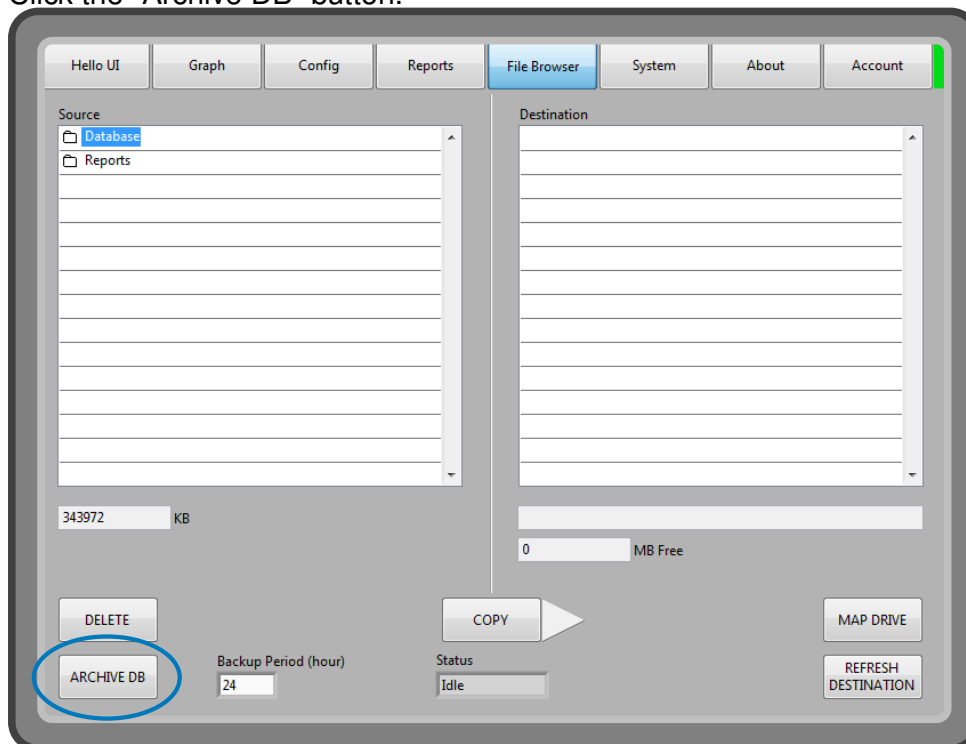 Click the "Archive DB" button.
Hello UI Graph Config Reports File Browser System About Account
Source Destination
Database
Reports
343972 KB
0 MB Free
DELETE COPY MAP DRIVE
ARCHIVE DB
Backup Period (hour)
24
Status
Idle
REFRESH
DESTINATION